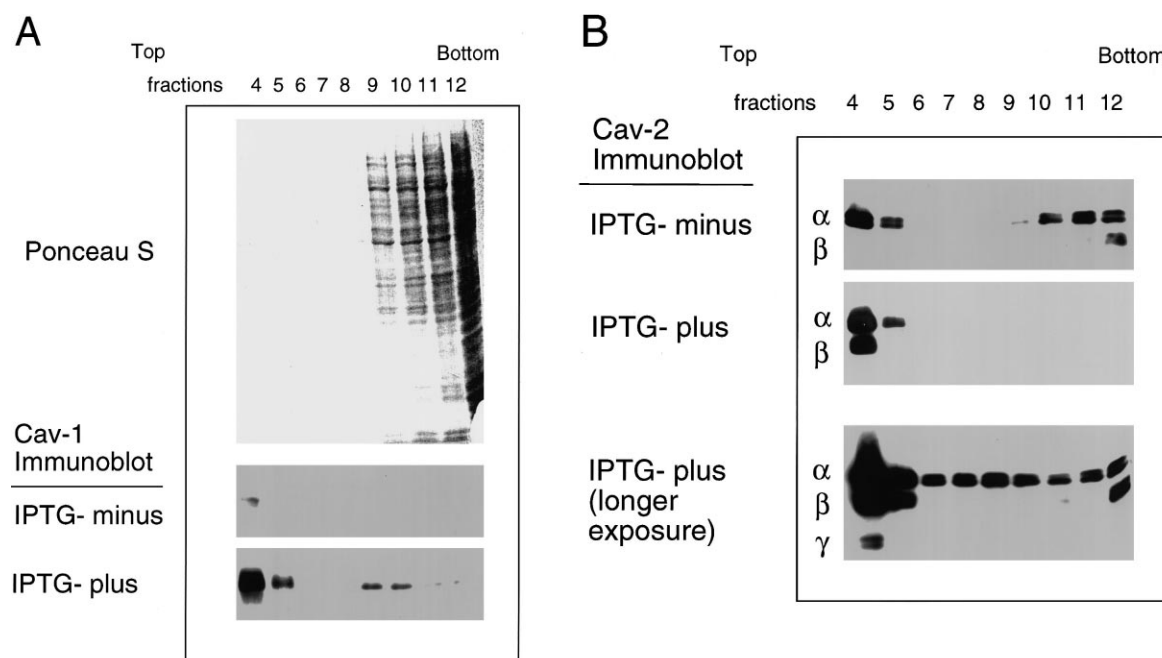 A
Top Bottom
fractions 4 5 6 7 8 9 10 11 12
Ponceau S
Cav-1
Immunoblot
IPTG- minus
IPTG- plus
B
Top Bottom
fractions 4 5 6 7 8 9 10 11 12
Cav-2
Immunoblot
IPTG- minus
α
β
IPTG- plus
α
β
IPTG- plus
(longer
exposure)
α
β
γ